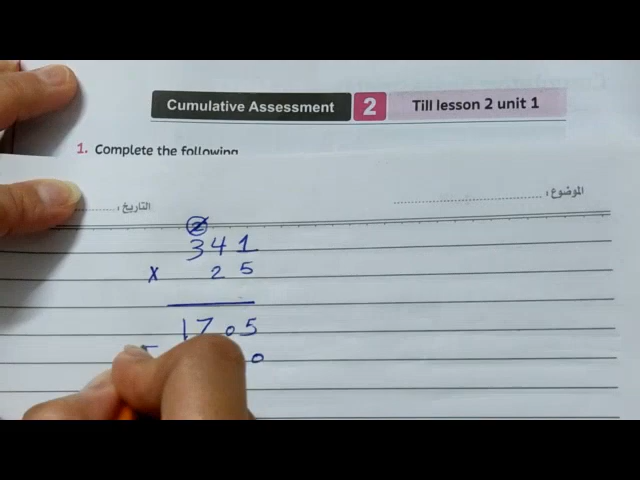 Cumulative Assessment 2 Till lesson 2 unit 1
1. Complete the following
الموضوع : التاريخ :
2
341
x 25
1705
0